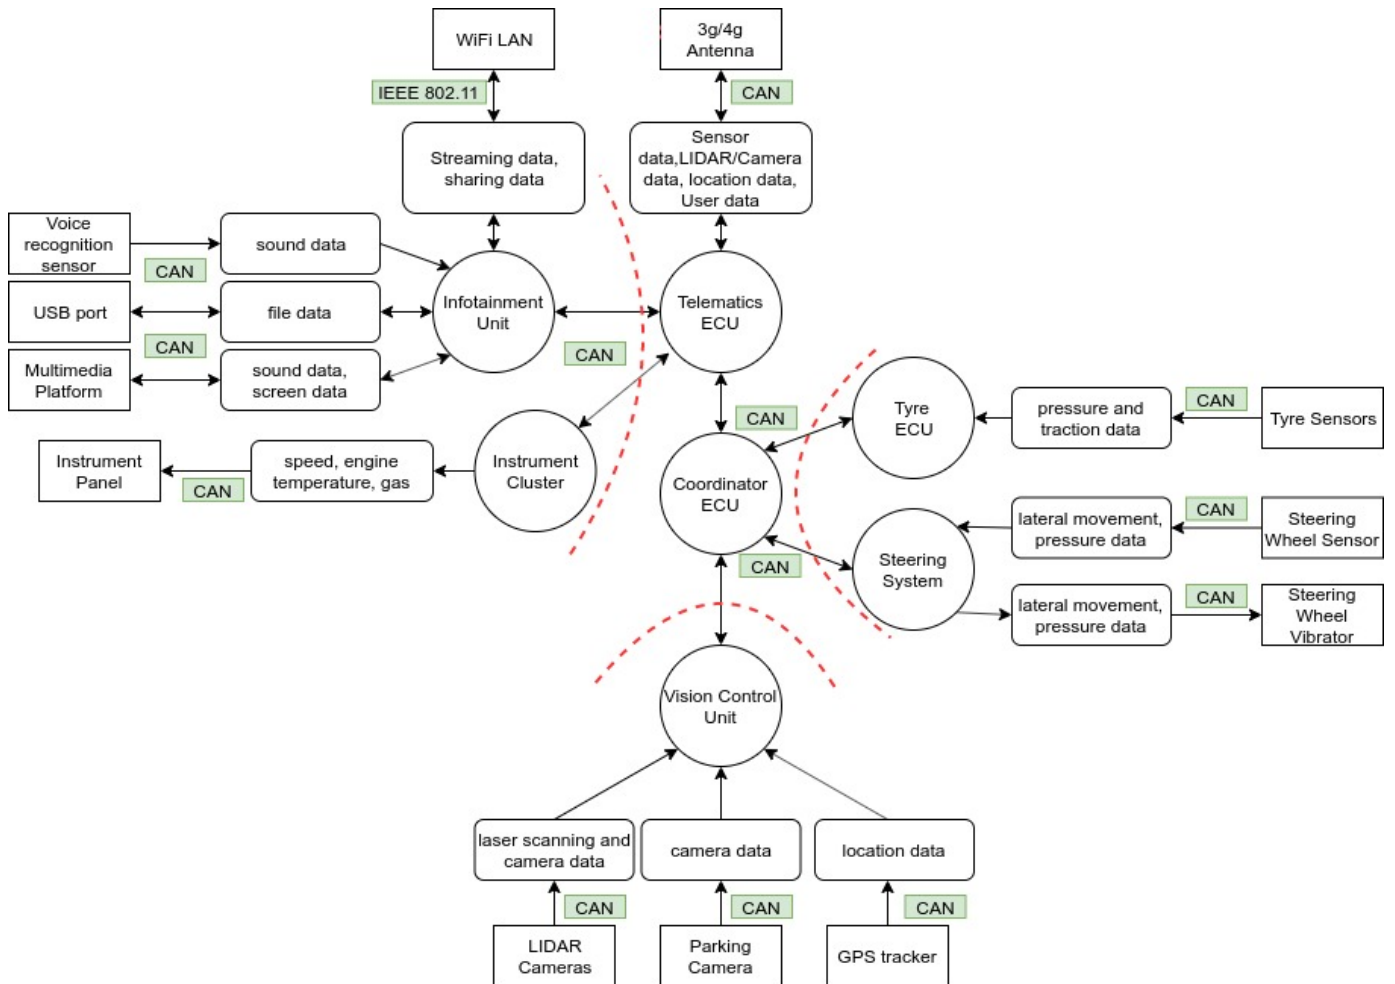 WiFi LAN
3g/4g
Antenna
IEEE 802.11
CAN
Streaming data,
sharing data
Sensor
data,LIDAR/Camera
data, location data,
User data
Voice
recognition
sensor
CAN
sound data
USB port
file data
CAN
Multimedia
Platform
sound data,
screen data
Infotainment
Unit
CAN
Telematics
ECU
Instrument
Panel
CAN
speed, engine
temperature, gas
Instrument
Cluster
CAN
Coordinator
ECU
CAN
Tyre
ECU
pressure and
traction data
CAN
Tyre Sensors
Steering
System
lateral movement,
pressure data
CAN
Steering
Wheel Sensor
lateral movement,
pressure data
CAN
Steering
Wheel
Vibrator
Vision Control
Unit
laser scanning and
camera data
camera data
location data
CAN
CAN
CAN
LIDAR
Cameras
Parking
Camera
GPS tracker